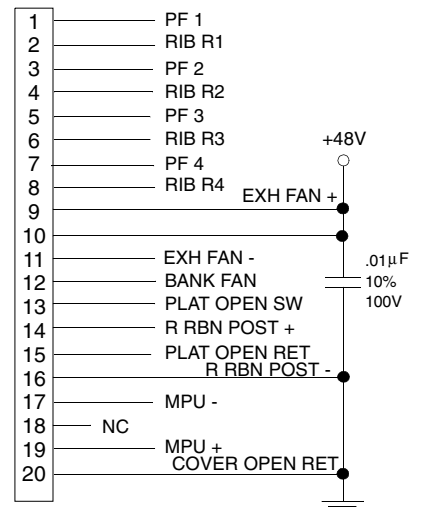 1 PF 1
2 RIB R1
3 PF 2
4 RIB R2
5 PF 3
6 RIB R3
7 PF 4
8 RIB R4
+48V
9 EXH FAN +
10
11 EXH FAN -
12 BANK FAN
13 PLAT OPEN SW
14 R RBN POST +
15 PLAT OPEN RET
16 R RBN POST -
17 MPU -
18 NC
19 MPU +
20 COVER OPEN RET
.01µF
10%
100V